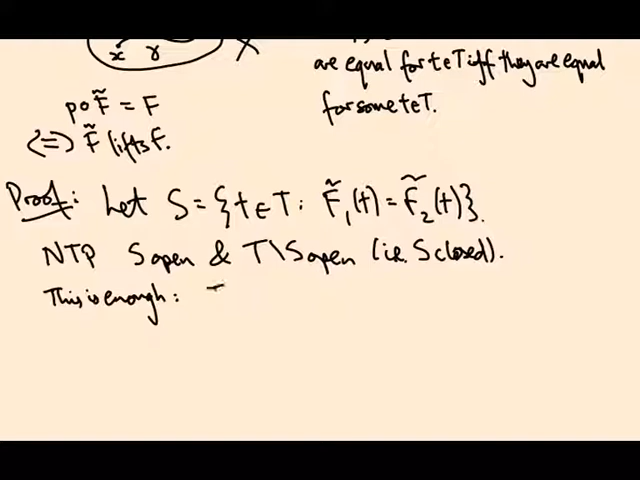 x γ X
are equal for t∈T iff they are equal
for some t∈T.
p∘F̃ = F
(⇔) F̃ lifts F.
Proof: Let S = {t∈T : F̃₁(t) = F̃₂(t)}.
NTP S open & T\S open (i.e. S closed).
This is enough: